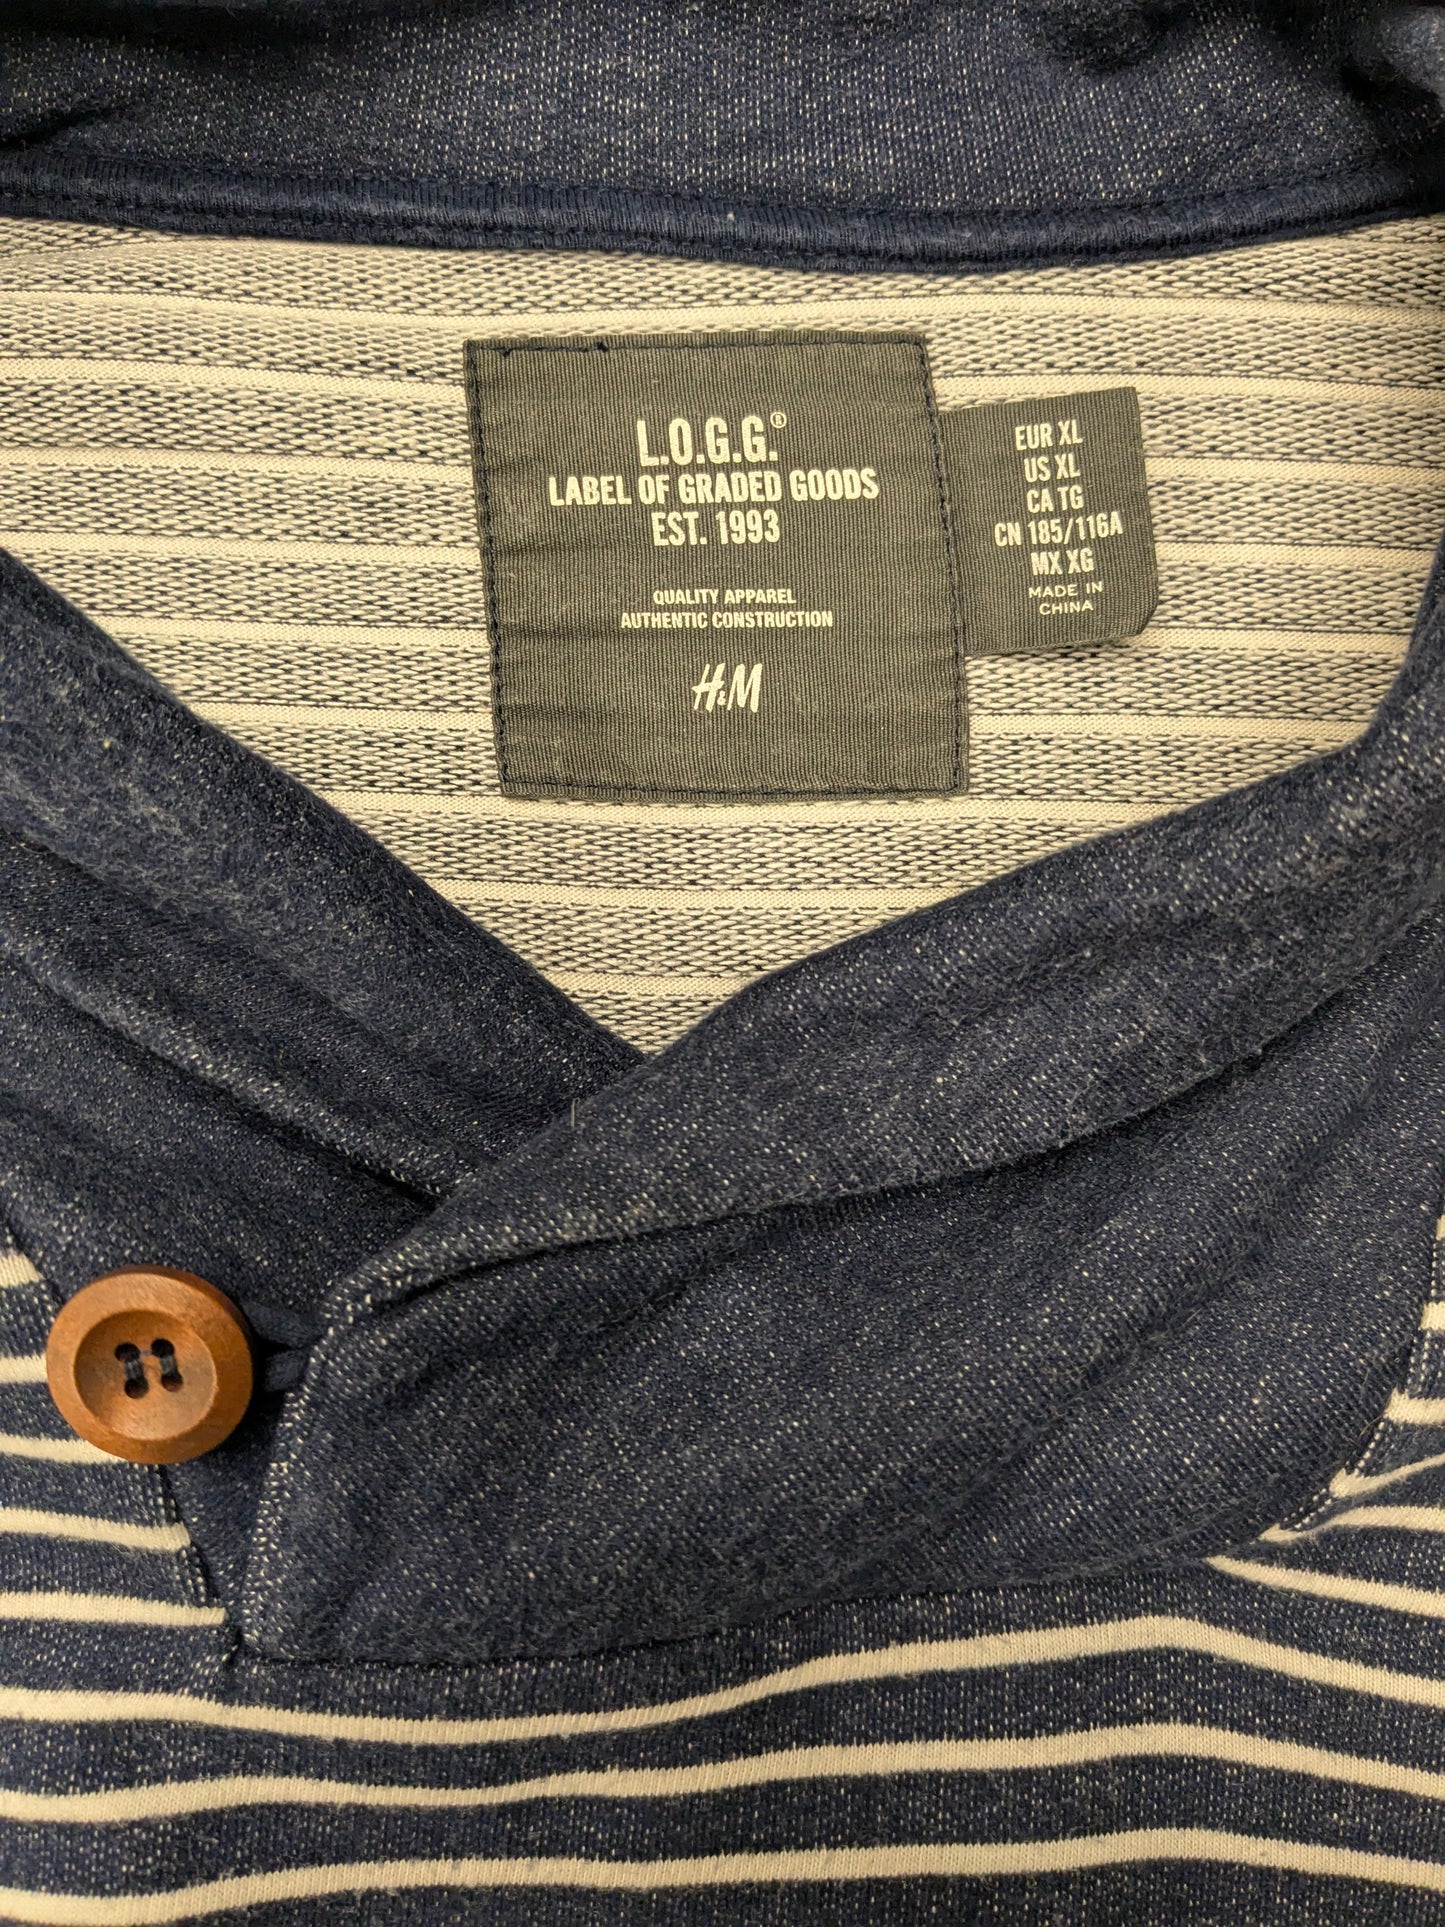 L.O.G.G.®
LABEL OF GRADED GOODS
EST. 1993
QUALITY APPAREL
AUTHENTIC CONSTRUCTION
H&M
EUR XL
US XL
CA TG
CN 185/116A
MX XG
MADE IN
CHINA